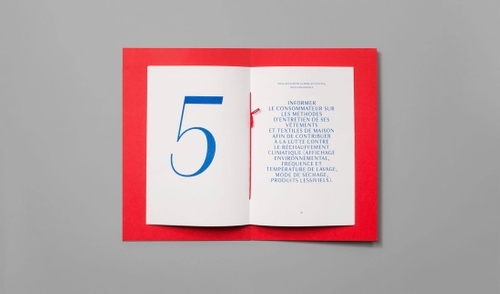 5
INFORMER
LE CONSOMMATEUR SUR
LES MÉTHODES
D'ENTRETIEN DE SES
VÊTEMENTS
ET TEXTILES DE MAISON
AFIN DE CONTRIBUER
À LA LUTTE CONTRE
LE RÉCHAUFFEMENT
CLIMATIQUE (AFFICHAGE
ENVIRONNEMENTAL,
FRÉQUENCE ET
TEMPÉRATURE DE LAVAGE,
MODE DE SÉCHAGE,
PRODUITS LESSIVIELS).